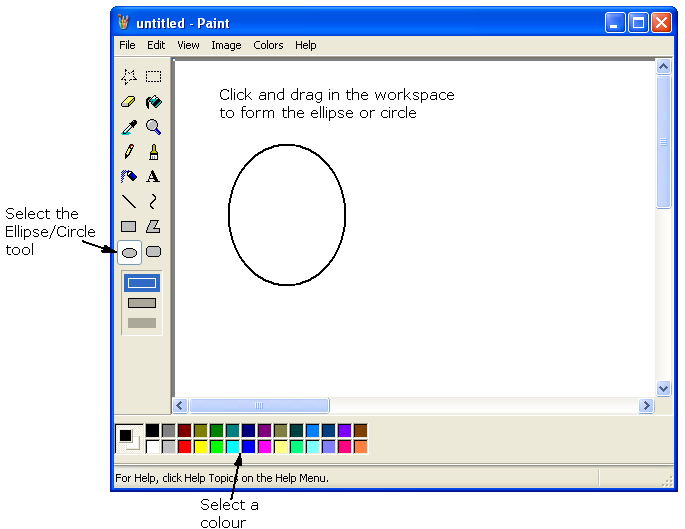 untitled - Paint
File Edit View Image Colors Help
Click and drag in the workspace
to form the ellipse or circle
A
Select the
Ellipse/Circle
tool
For Help, click Help Topics on the Help Menu.
Select a
colour